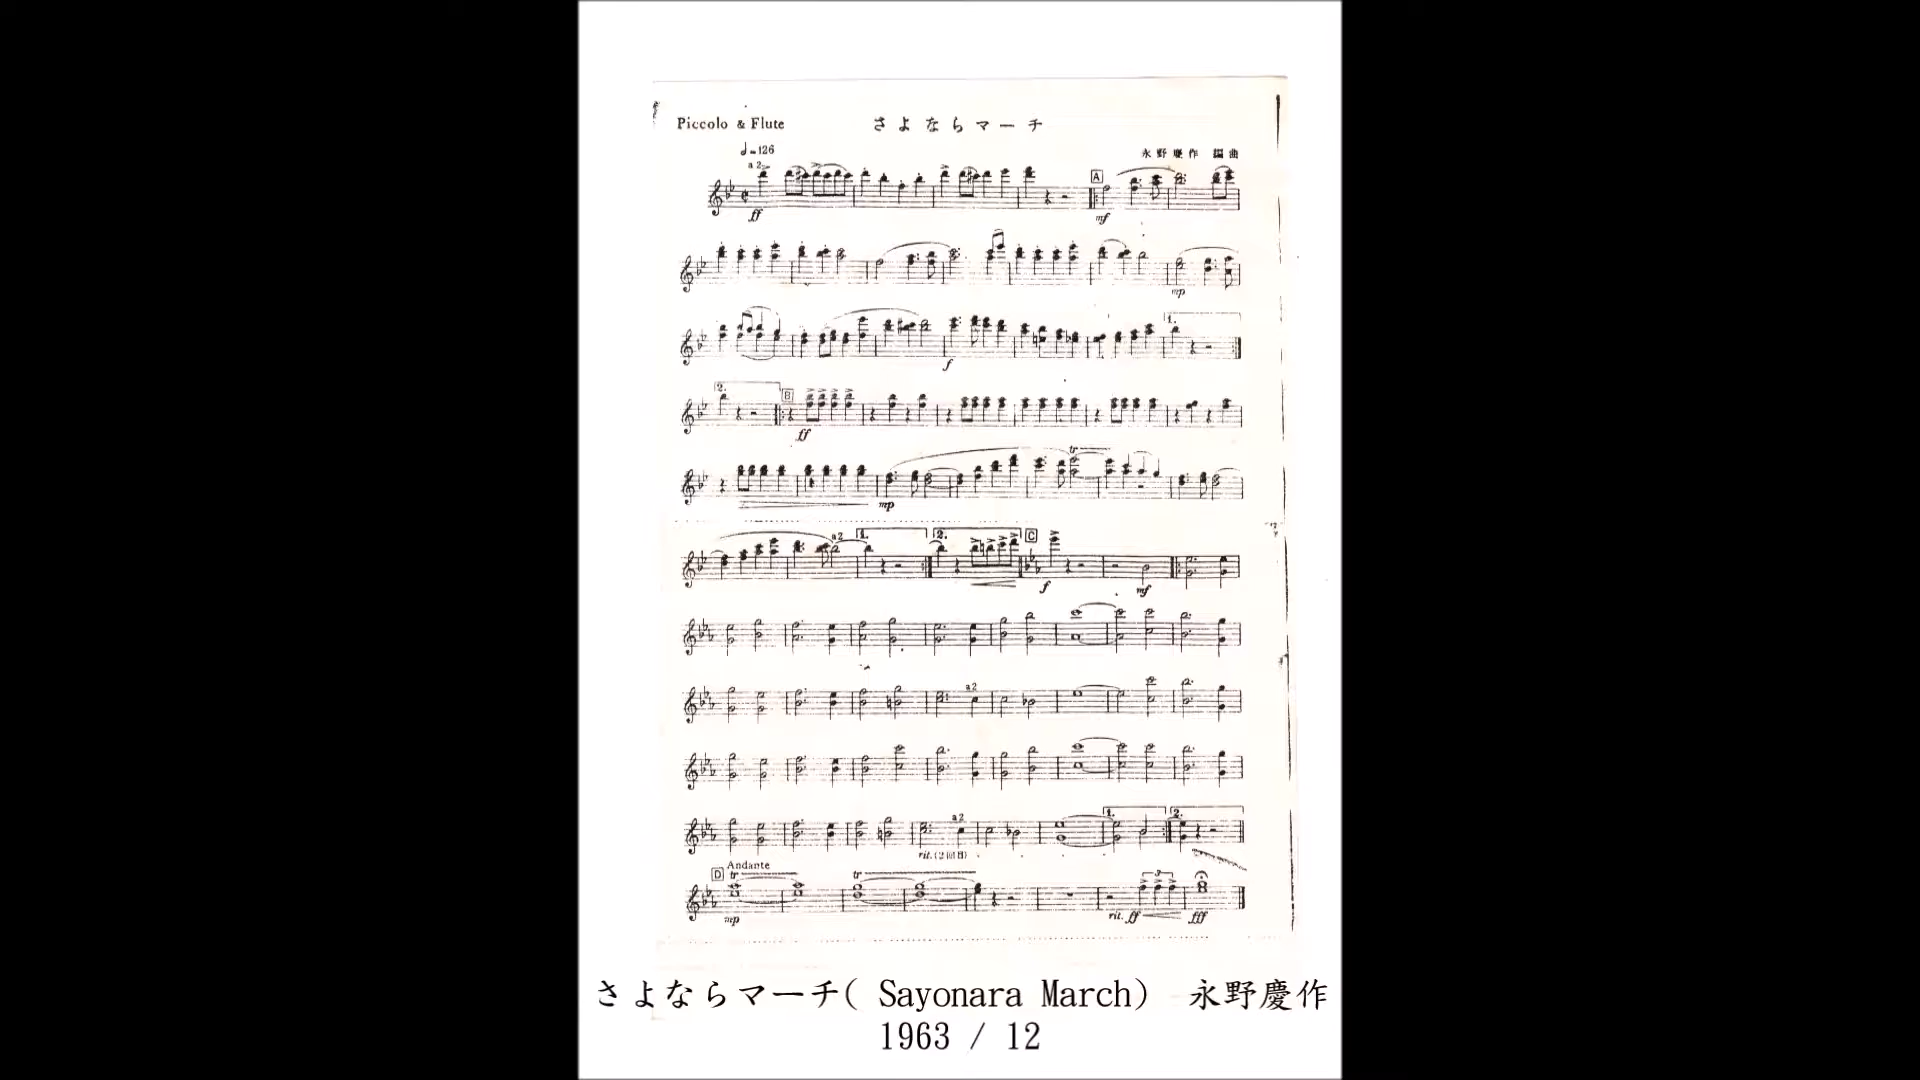 Piccolo & Flute
さよならマーチ
♩=126
永野慶作 編曲
a 2
A
ff
mf
mp
1.
f
2.
B
ff
tr
mp
a2
1.
2.
C
f
mf
a2
1.
2.
a2
rit.(2回目)
D
Andante
tr
tr
3
mp
rit. ff
fff
さよならマーチ( Sayonara March) 永野慶作
1963 / 12